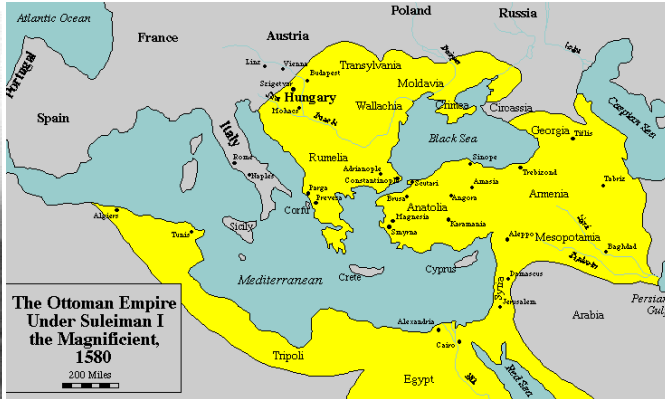 Atlantic Ocean
Portugal
Spain
France
Austria
Poland
Russia
Linz
Vienna
Budapest
Szigetvar
Hungary
Mohacs
Transylvania
Moldavia
Wallachia
Crimea
Circassia
Caspian Sea
Georgia
Tiflis
Black Sea
Italy
Rome
Naples
Rumelia
Adrianople
Constantinople
Scutari
Sinope
Amasia
Trebizond
Tabriz
Armenia
Parga
Preveza
Corfu
Brusa
Angora
Anatolia
Magnesia
Smyrna
Karamania
Aleppo
Mesopotamia
Baghdad
Algiers
Tunis
Sicily
Mediterranean
Crete
Cyprus
Damascus
Syria
Jerusalem
Persian
Gulf
Arabia
Alexandria
Cairo
Tripoli
Egypt
Red Sea
The Ottoman Empire
Under Suleiman I
the Magnificient,
1580
200 Miles